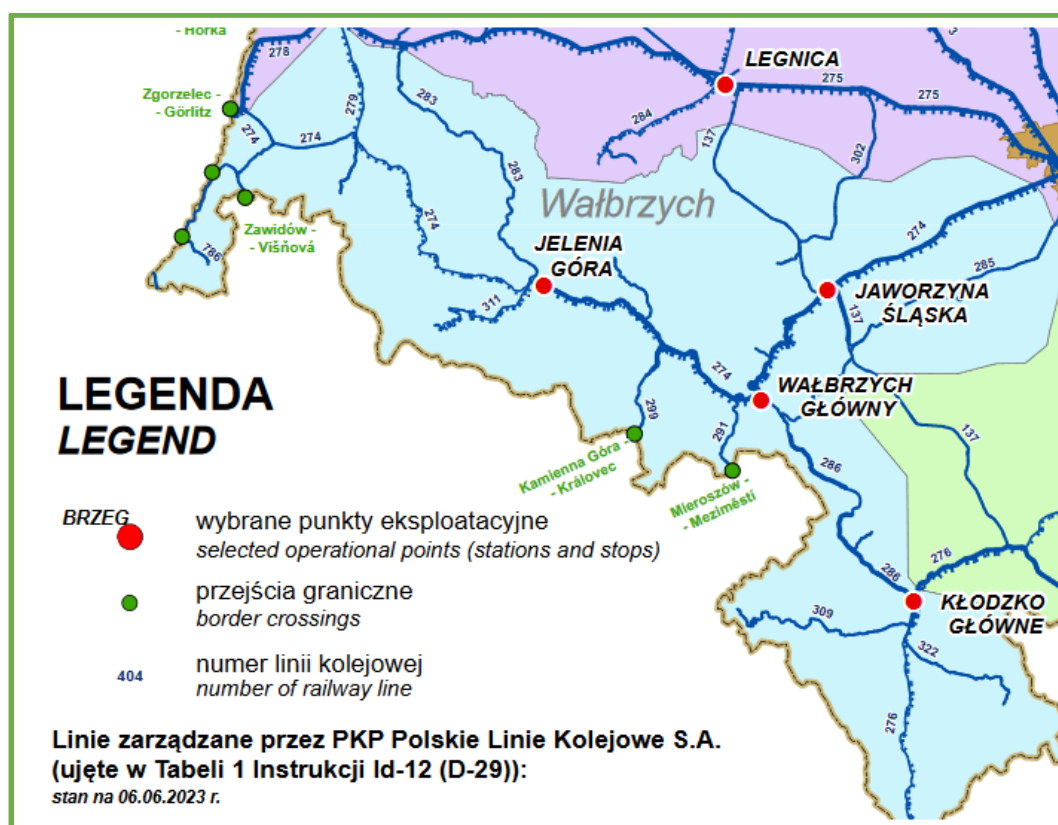 - Horka
278
Zgorzelec -
- Görlitz
274
274
279
283
283
LEGNICA
275
275
284
137
302
Wałbrzych
274
Zawidów -
- Višňová
786
JELENIA
GÓRA
311
274
285
JAWORZYNA
ŚLĄSKA
137
274
WAŁBRZYCH
GŁÓWNY
299
291
137
Kamienna Góra -
- Královec
286
Mieroszów -
- Meziměstí
276
286
KŁODZKO
GŁÓWNE
309
322
276
LEGENDA
LEGEND
BRZEG
wybrane punkty eksploatacyjne
selected operational points (stations and stops)
przejścia graniczne
border crossings
404
numer linii kolejowej
number of railway line
Linie zarządzane przez PKP Polskie Linie Kolejowe S.A.
(ujęte w Tabeli 1 Instrukcji Id-12 (D-29)):
stan na 06.06.2023 r.